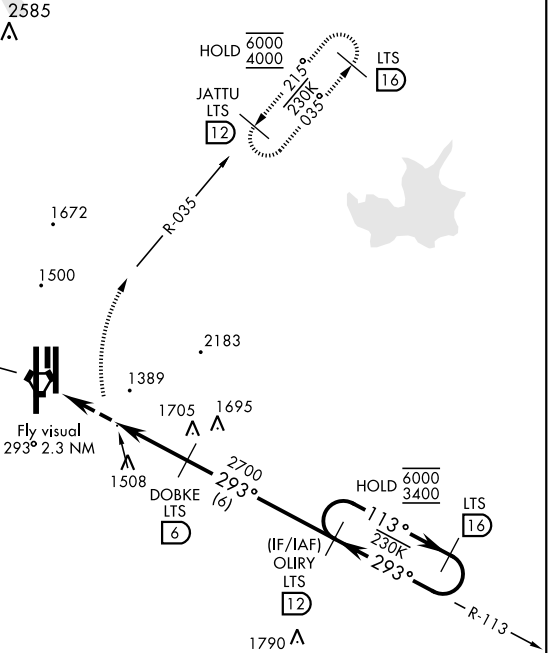 2585
HOLD 6000
4000
215°
230K
035°
LTS
16
JATTU
LTS
12
R-035
1672
1500
2183
1389
1705
1695
Fly visual
293° 2.3 NM
1508
2700
293°
(6)
DOBKE
LTS
6
HOLD 6000
3400
113°
230K
293°
LTS
16
(IF/IAF)
OLIRY
LTS
12
R-113
1790